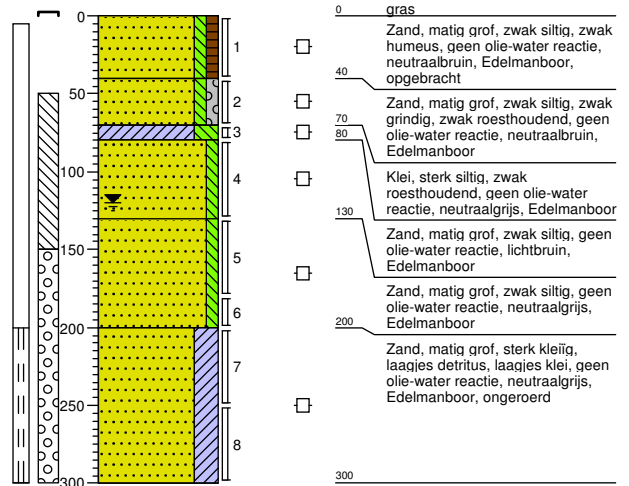 0
50
100
150
200
250
300
1
2
3
4
5
6
7
8
0
gras
Zand, matig grof, zwak siltig, zwak
humeus, geen olie-water reactie,
neutraalbruin, Edelmanboor,
opgebracht
40
Zand, matig grof, zwak siltig, zwak
grindig, zwak roesthoudend, geen
olie-water reactie, neutraalbruin,
Edelmanboor
70
Klei, sterk siltig, zwak
roesthoudend, geen olie-water
reactie, neutraalgrijs, Edelmanboor
80
Zand, matig grof, zwak siltig, geen
olie-water reactie, lichtbruin,
Edelmanboor
130
Zand, matig grof, zwak siltig, geen
olie-water reactie, neutraalgrijs,
Edelmanboor
200
Zand, matig grof, sterk kleiïg,
laagjes detritus, laagjes klei, geen
olie-water reactie, neutraalgrijs,
Edelmanboor, ongeroerd
300